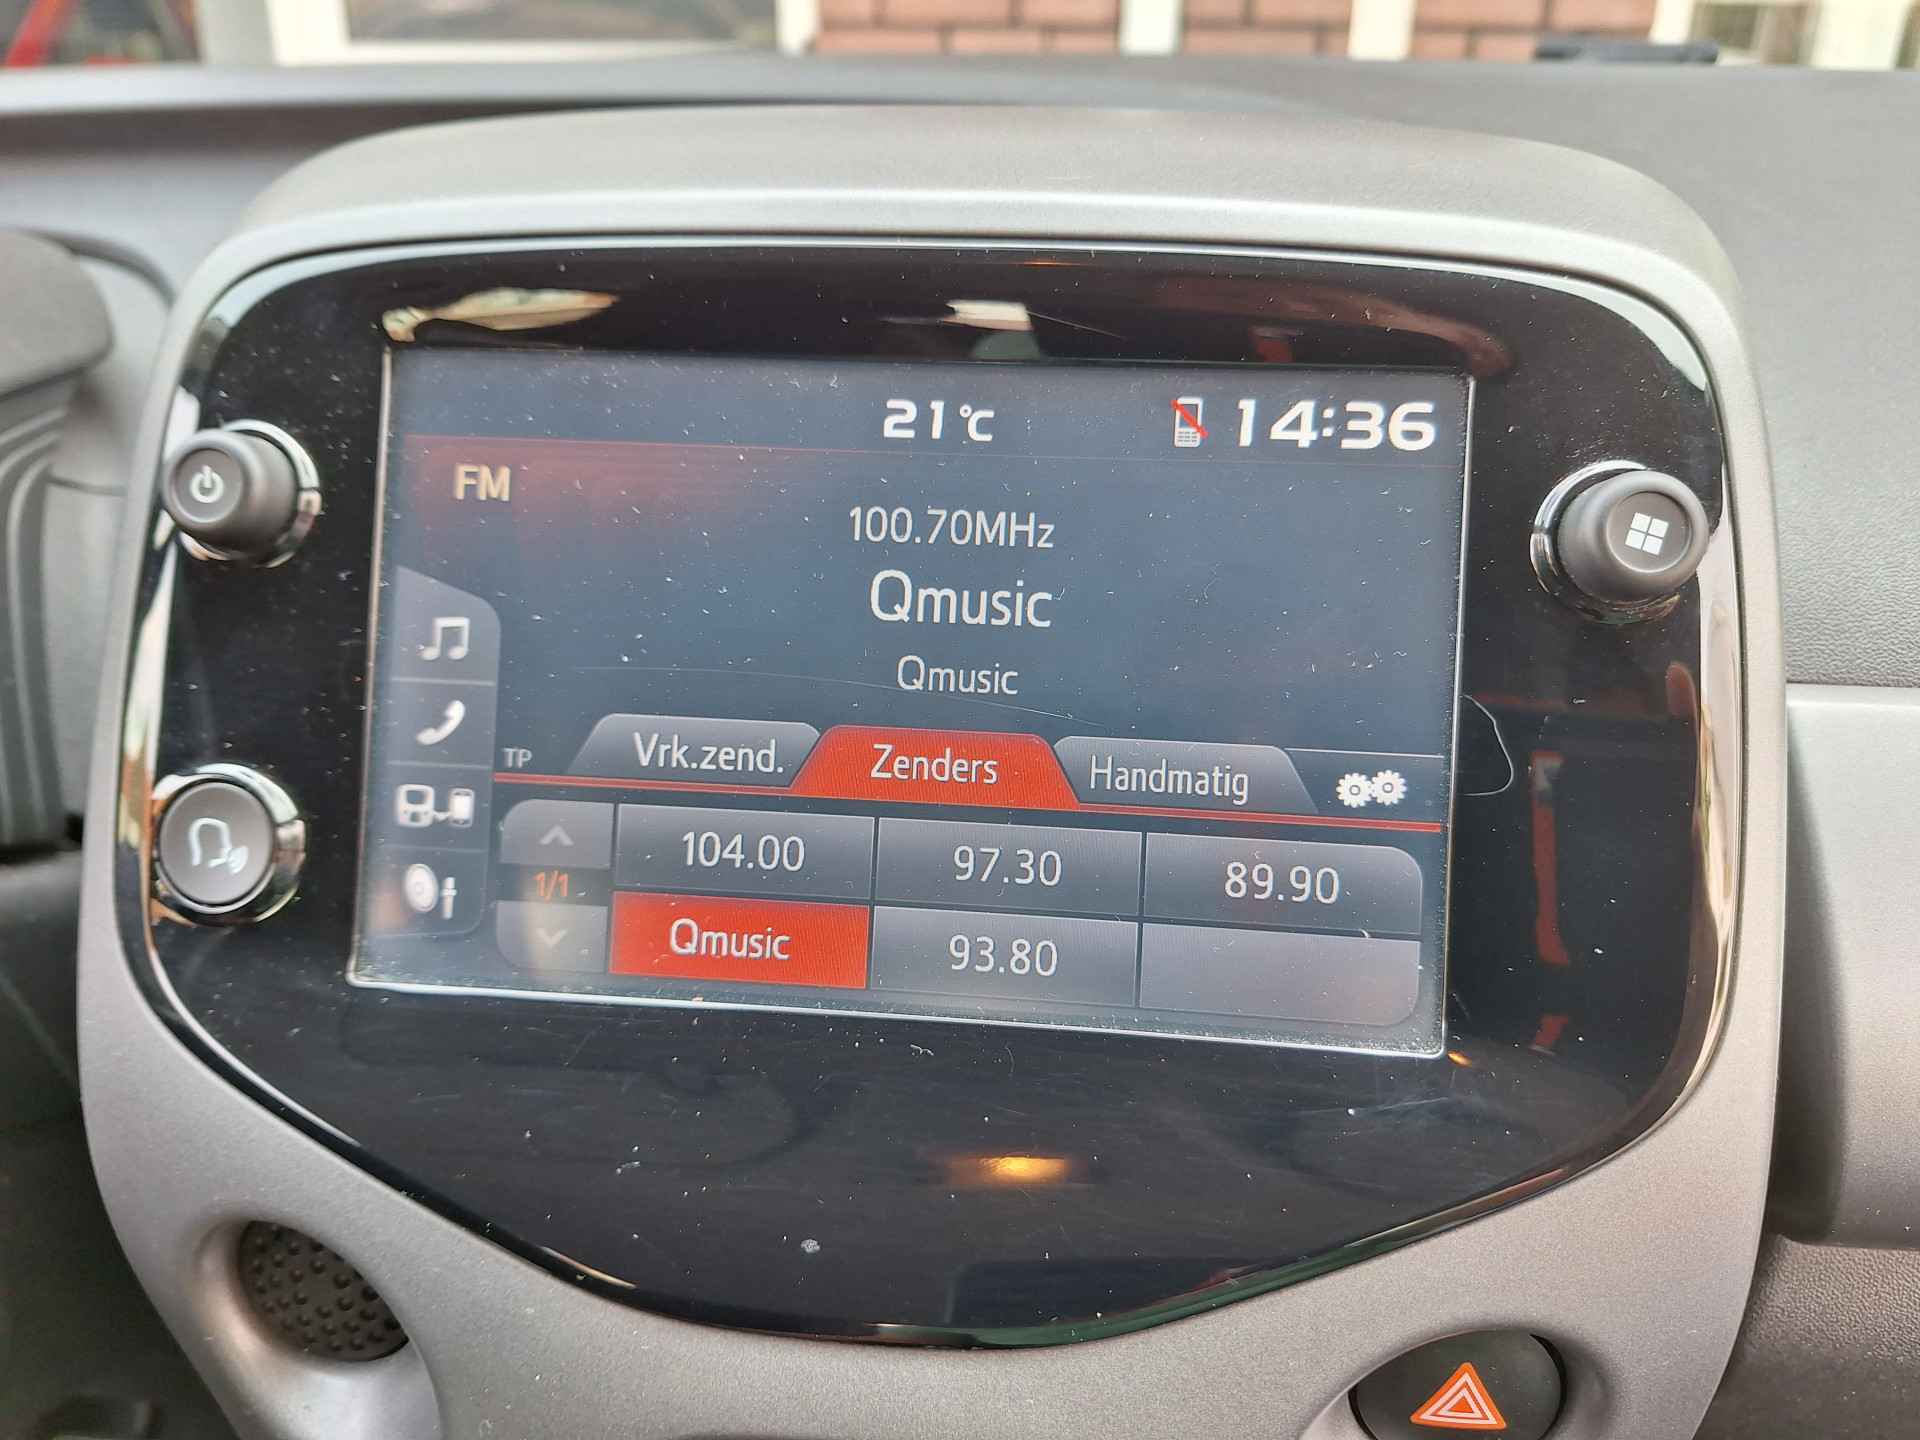 21°C 14:36
FM
100.70MHz
Qmusic
Qmusic
TP Vrk.zend. Zenders Handmatig
104.00 97.30 89.90
1/1
Qmusic 93.80